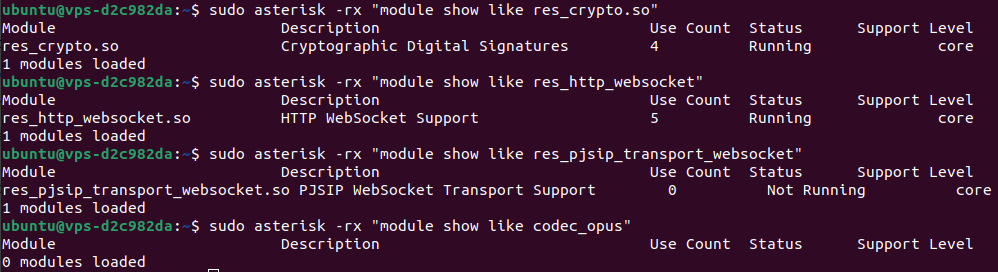 ubuntu@vps-d2c982da:~$ sudo asterisk -rx "module show like res_crypto.so"
Module                         Description                              Use Count  Status      Support Level
res_crypto.so                  Cryptographic Digital Signatures         4          Running              core
1 modules loaded
ubuntu@vps-d2c982da:~$ sudo asterisk -rx "module show like res_http_websocket"
Module                         Description                              Use Count  Status      Support Level
res_http_websocket.so          HTTP WebSocket Support                   5          Running              core
1 modules loaded
ubuntu@vps-d2c982da:~$ sudo asterisk -rx "module show like res_pjsip_transport_websocket"
Module                         Description                              Use Count  Status      Support Level
res_pjsip_transport_websocket.so PJSIP WebSocket Transport Support        0          Not Running          core
1 modules loaded
ubuntu@vps-d2c982da:~$ sudo asterisk -rx "module show like codec_opus"
Module                         Description                              Use Count  Status      Support Level
0 modules loaded